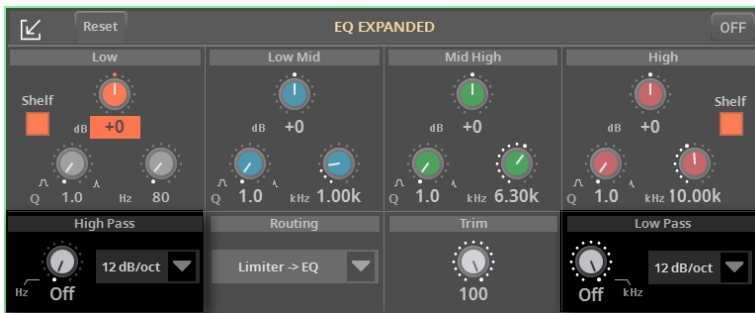 Reset EQ EXPANDED OFF
Low Low Mid Mid High High
Shelf Shelf
dB +0 dB +0 dB +0 dB +0
Q 1.0 Hz 80 Q 1.0 kHz 1.00k Q 1.0 kHz 6.30k Q 1.0 kHz 10.00k
High Pass Routing Trim Low Pass
12 dB/oct Limiter -> EQ 12 dB/oct
Hz Off 100 Off kHz